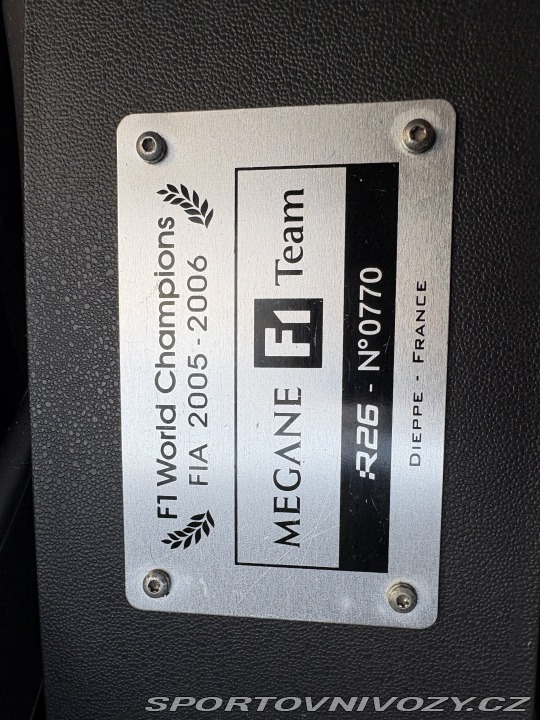 F1 World Champions
FIA 2005-2006
MEGANE F1 Team
R26 - N°0770
DIEPPE - FRANCE
SPORTOVNIVOZY.CZ